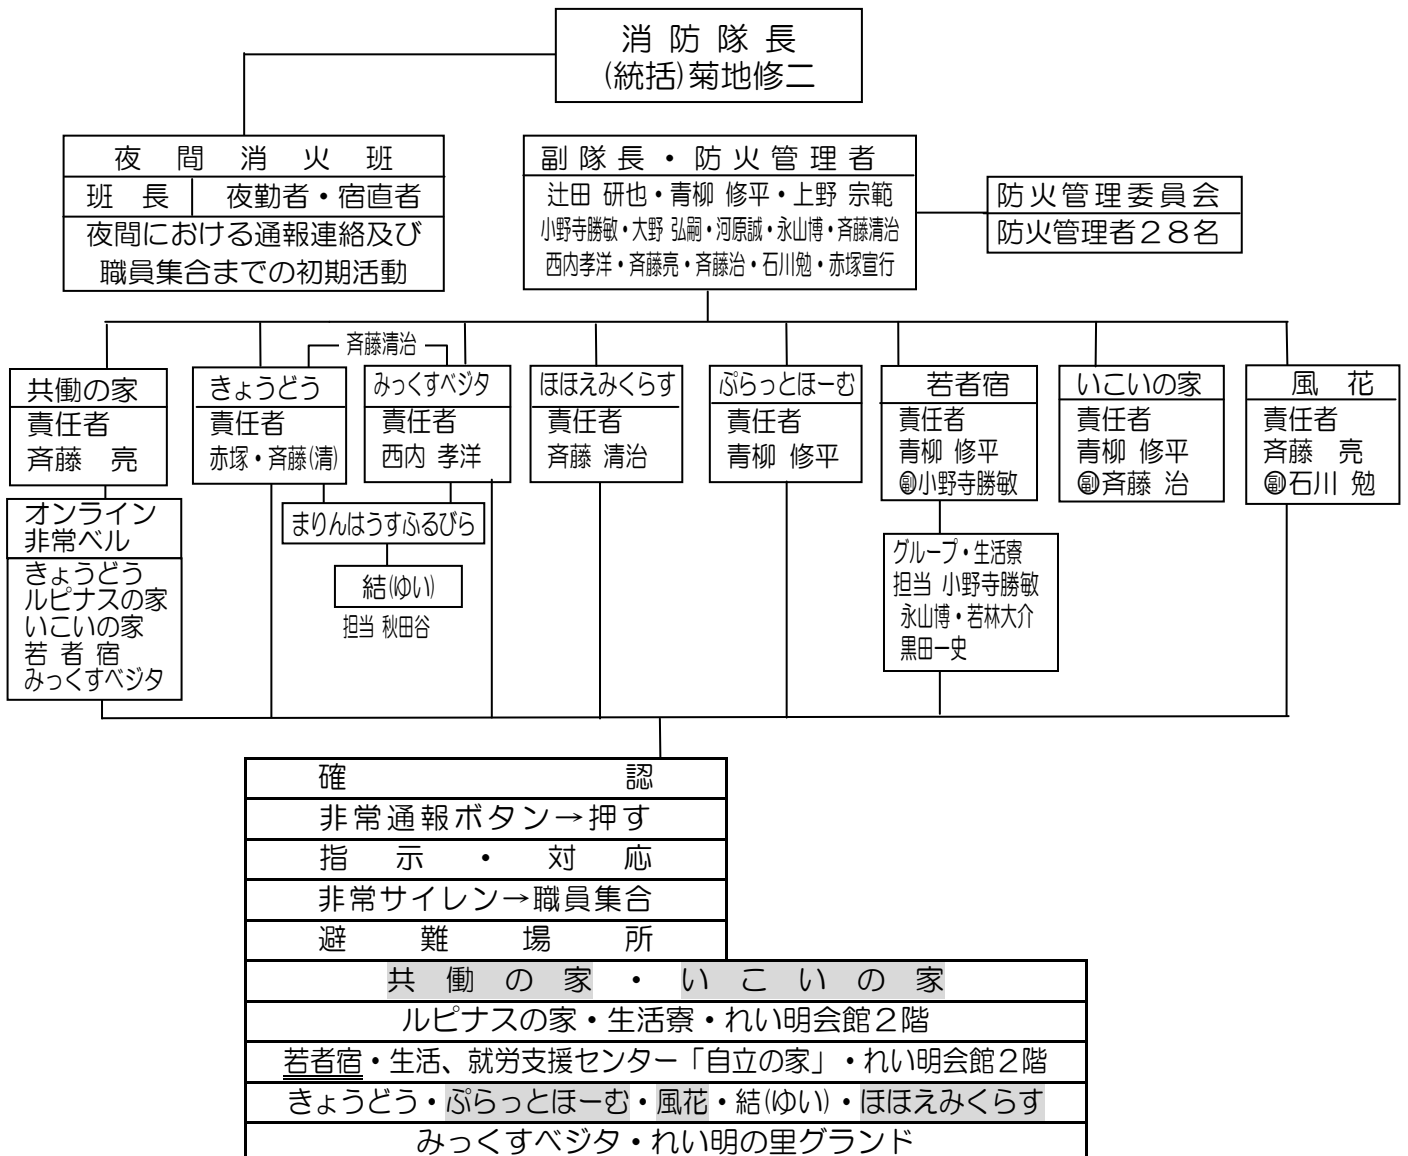 消防隊長
(統括)菊地修二
夜間消火班
班長 夜勤者・宿直者
夜間における通報連絡及び
職員集合までの初期活動
副隊長・防火管理者
辻田 研也・青柳 修平・上野 宗範
小野寺勝敏・大野 弘嗣・河原誠・永山博・斉藤清治
西内孝洋・斉藤亮・斉藤治・石川勉・赤塚宣行
防火管理委員会
防火管理者28名
斉藤清治
共働の家
責任者
斉藤 亮
きょうどう
責任者
赤塚・斉藤(清)
みっくすベジタ
責任者
西内 孝洋
ほほえみくらす
責任者
斉藤 清治
ぷらっとほーむ
責任者
青柳 修平
若者宿
責任者
青柳 修平
㊙小野寺勝敏
いこいの家
責任者
青柳 修平
副斉藤 治
風花
責任者
斉藤 亮
副石川 勉
オンライン
非常ベル
きょうどう
ルピナスの家
いこいの家
若者宿
みっくすベジタ
まりんはうすふるびら
結(ゆい)
担当 秋田谷
グループ・生活寮
担当 小野寺勝敏
永山博・若林大介
黒田一史
確認
非常通報ボタン→押す
指示・対応
非常サイレン→職員集合
避難場所
共働の家・いこいの家
ルピナスの家・生活寮・れい明会館2階
若者宿・生活、就労支援センター「自立の家」・れい明会館2階
きょうどう・ぷらっとほーむ・風花・結(ゆい)・ほほえみくらす
みっくすベジタ・れい明の里グランド